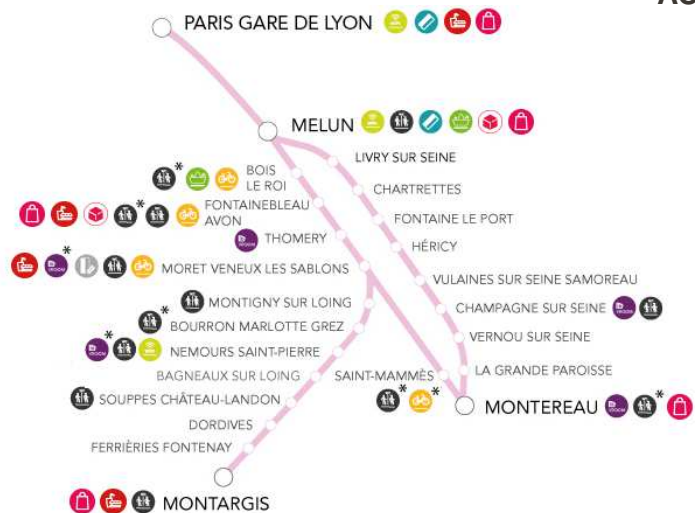 PARIS GARE DE LYON
MELUN
LIVRY SUR SEINE
*
BOIS
LE ROI
CHARTRETTES
*
FONTAINEBLEAU
AVON
FONTAINE LE PORT
THOMERY
HÉRICY
*
MORET VENEUX LES SABLONS
VULAINES SUR SEINE SAMOREAU
MONTIGNY SUR LOING
CHAMPAGNE SUR SEINE
*
BOURRON MARLOTTE GREZ
VERNOU SUR SEINE
*
NEMOURS SAINT-PIERRE
BAGNEAUX SUR LOING
SAINT-MAMMÈS
LA GRANDE PAROISSE
* *
SOUPPES CHÂTEAU-LANDON
MONTEREAU
*
DORDIVES
FERRIÈRIES FONTENAY
MONTARGIS